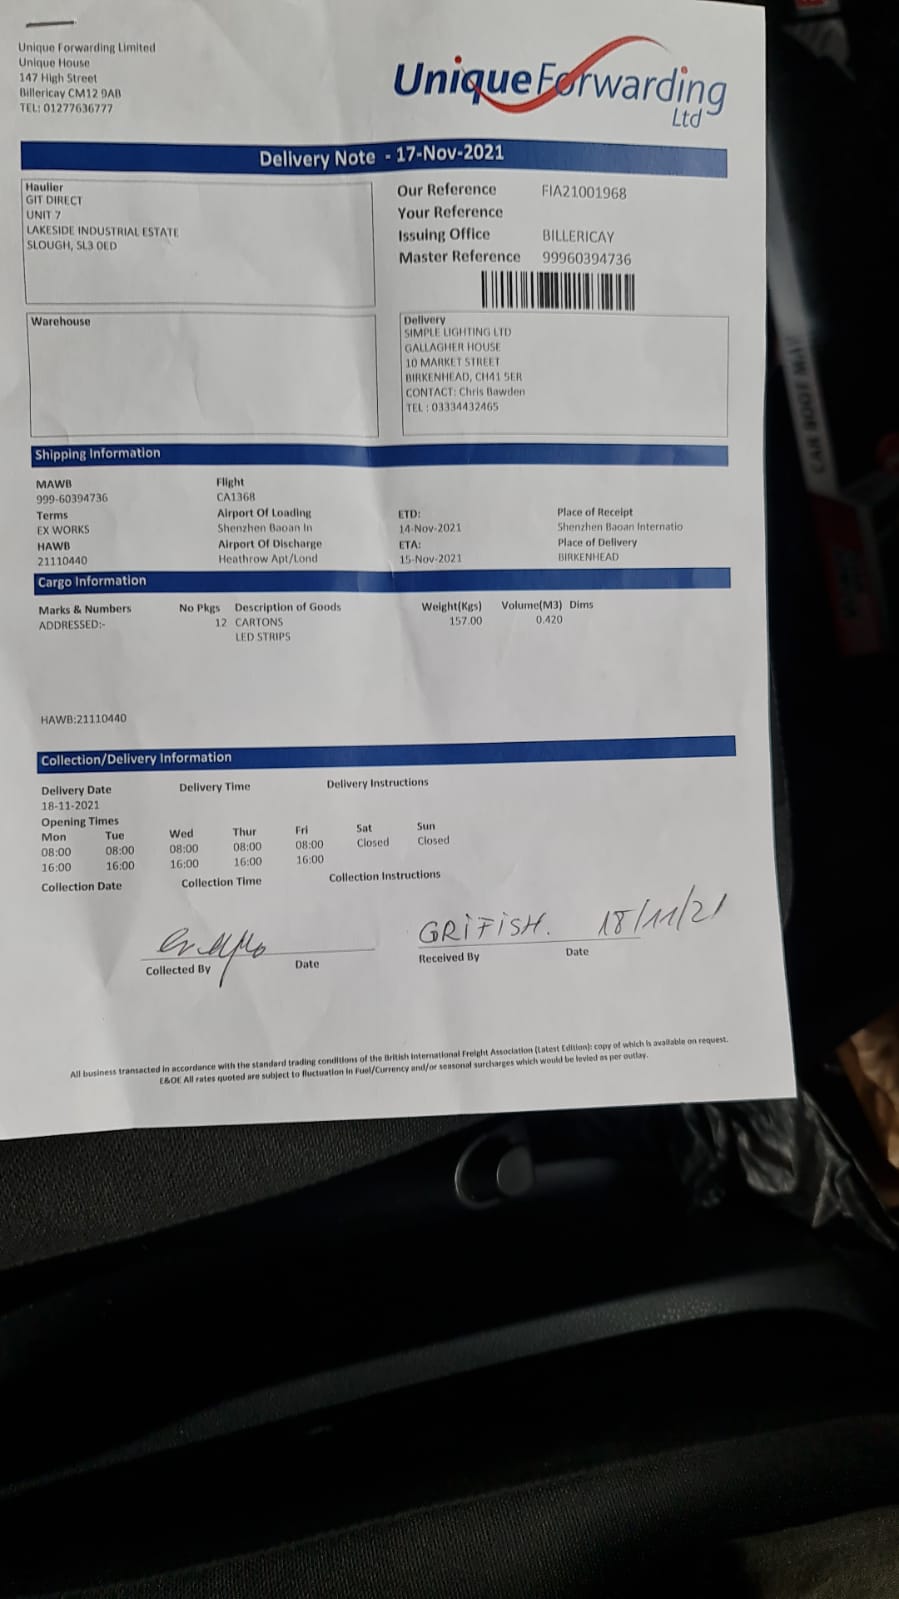 Unique Forwarding Limited
Unique House
147 High Street
Billericay CM12 9AB
TEL: 01277636777
UniqueForwarding
Ltd
Delivery Note - 17-Nov-2021
Haulier
GIT DIRECT
UNIT 7
LAKESIDE INDUSTRIAL ESTATE
SLOUGH, SL3 0ED
Our Reference FIA21001968
Your Reference
Issuing Office BILLERICAY
Master Reference 99960394736
Warehouse
Delivery
SIMPLE LIGHTING LTD
GALLAGHER HOUSE
10 MARKET STREET
BIRKENHEAD, CH41 5ER
CONTACT: Chris Bawden
TEL : 03334432465
Shipping Information
MAWB Flight
999-60394736 CA1368
Terms Airport Of Loading ETD: Place of Receipt
EX WORKS Shenzhen Baoan In 14-Nov-2021 Shenzhen Baoan Internatio
HAWB Airport Of Discharge ETA: Place of Delivery
21110440 Heathrow Apt/Lond 15-Nov-2021 BIRKENHEAD
Cargo Information
Marks & Numbers No Pkgs Description of Goods Weight(Kgs) Volume(M3) Dims
ADDRESSED:- 12 CARTONS 157.00 0.420
LED STRIPS
HAWB:21110440
Collection/Delivery Information
Delivery Date Delivery Time Delivery Instructions
18-11-2021
Opening Times
Mon Tue Wed Thur Fri Sat Sun
08:00 08:00 08:00 08:00 08:00 Closed Closed
16:00 16:00 16:00 16:00 16:00
Collection Date Collection Time Collection Instructions
GRIFISH. 18/11/21
Collected By Date Received By Date
All business transacted in accordance with the standard trading conditions of the British International Freight Association (Latest Edition): copy of which is available on request.
E&OE All rates quoted are subject to fluctuation in Fuel/Currency and/or seasonal surcharges which would be levied as per outlay.
CAR BOOT